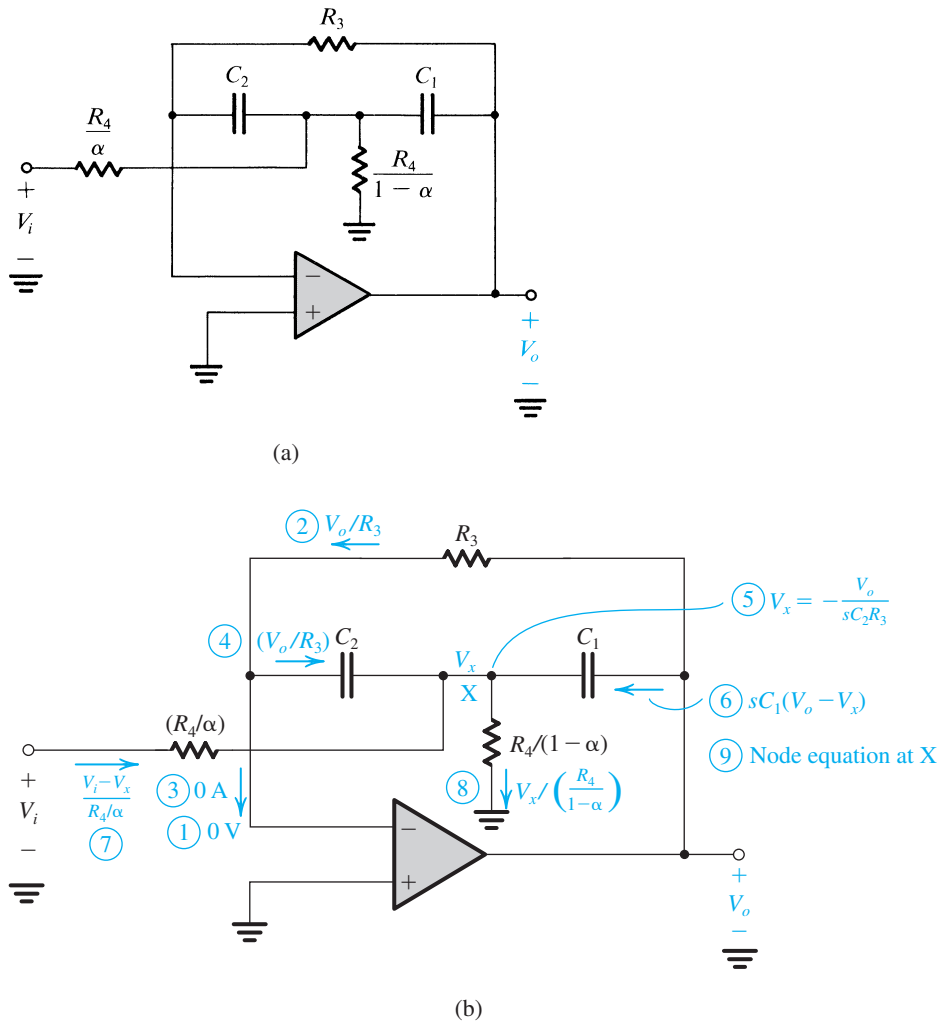 R₃
C₂
C₁
R₄
α
R₄
1 − α
+
Vᵢ
−
−
+
+
Vₒ
−
(a)
② Vₒ/R₃
R₃
⑤ Vₓ = − Vₒ / sC₂R₃
④ (Vₒ/R₃)
C₂
Vₓ
X
C₁
⑥ sC₁(Vₒ − Vₓ)
(R₄/α)
R₄/(1 − α)
⑨ Node equation at X
+
Vᵢ
−
Vᵢ − Vₓ
R₄/α
⑦
③ 0 A
① 0 V
⑧ Vₓ/(R₄ / 1−α)
−
+
+
Vₒ
−
(b)